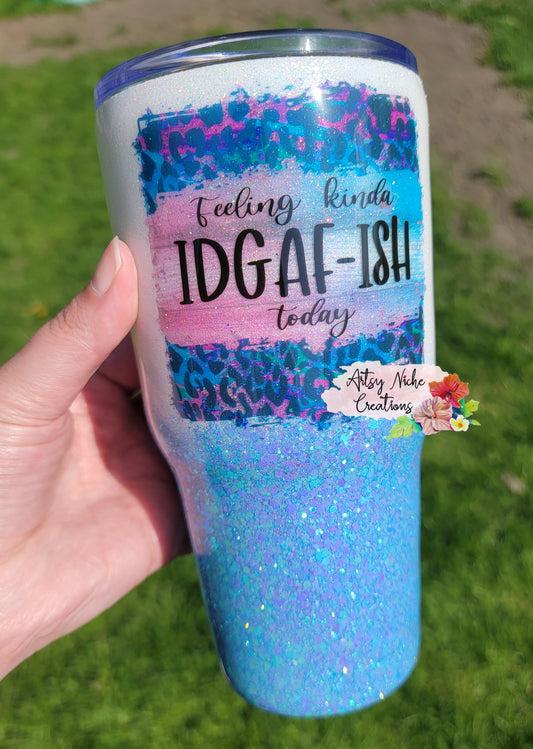 Feeling kinda
IDGAF-ISH
today
Artsy Niche
Creations